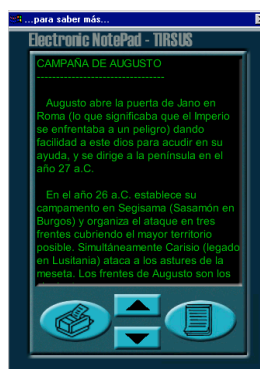 ...para saber más...
Electronic NotePad - TIRSUS
CAMPAÑA DE AUGUSTO
----------------------------------
Augusto abre la puerta de Jano en
Roma (lo que significaba que el Imperio
se enfrentaba a un peligro) dando
facilidad a este dios para acudir en su
ayuda, y se dirige a la península en el
año 27 a.C.
En el año 26 a.C. establece su
campamento en Segisama (Sasamón en
Burgos) y organiza el ataque en tres
frentes cubriendo el mayor territorio
posible. Simultáneamente Carisio (legado
en Lusitania) ataca a los astures de la
meseta. Los frentes de Augusto son los